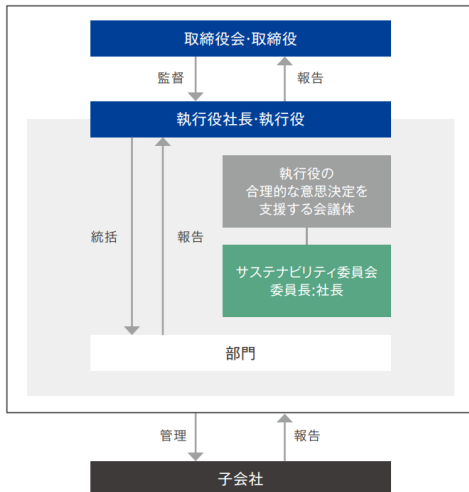 取締役会・取締役
監督
報告
執行役社長・執行役
執行役の
合理的な意思決定を
支援する会議体
統括
報告
サステナビリティ委員会
委員長:社長
部門
管理
報告
子会社